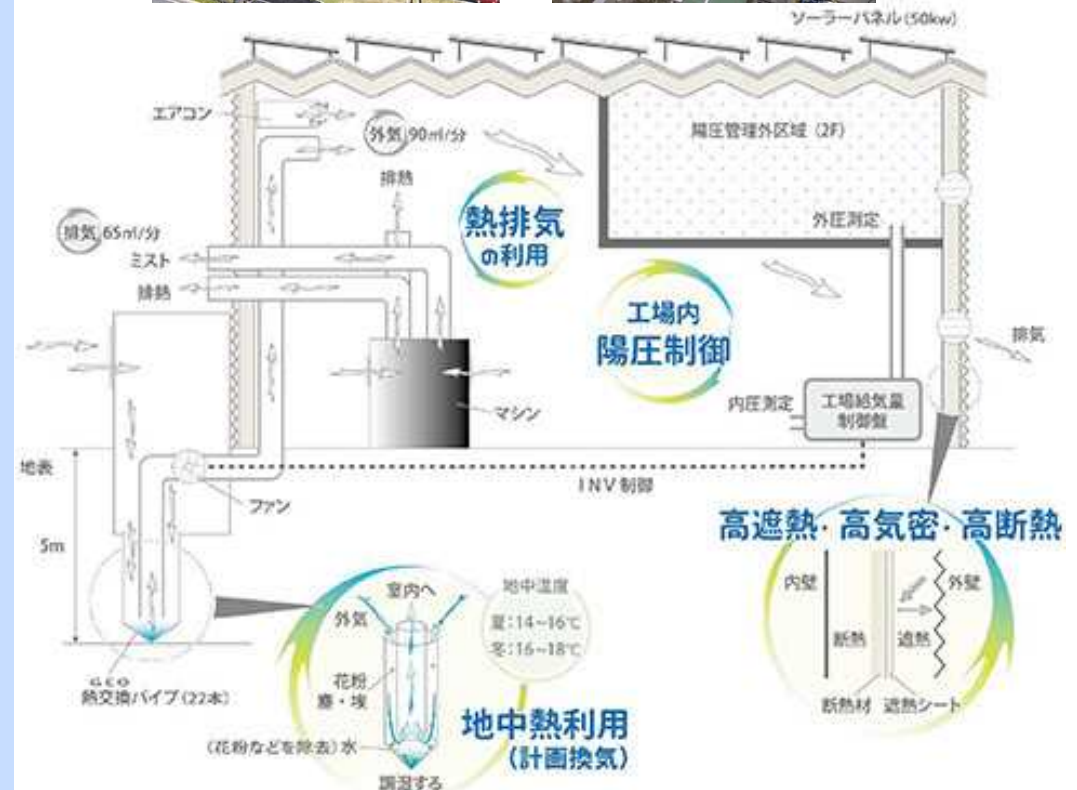 ソーラーパネル(50kw)
エアコン
外気 90㎥/分
陽圧管理外区域 (2F)
排熱
熱排気
の利用
外圧測定
排気 65㎥/分
ミスト
排熱
工場内
陽圧制御
排気
マシン
内圧測定
工場給気量
制御盤
地表
INV制御
ファン
5m
高遮熱・高気密・高断熱
内壁
外壁
断熱
遮熱
断熱材
遮熱シート
室内へ
外気
地中温度
夏:14~16℃
冬:16~18℃
花粉
塵・埃
GEO
熱交換パイプ(22本)
地中熱利用
(計画換気)
(花粉などを除去)水
調温する